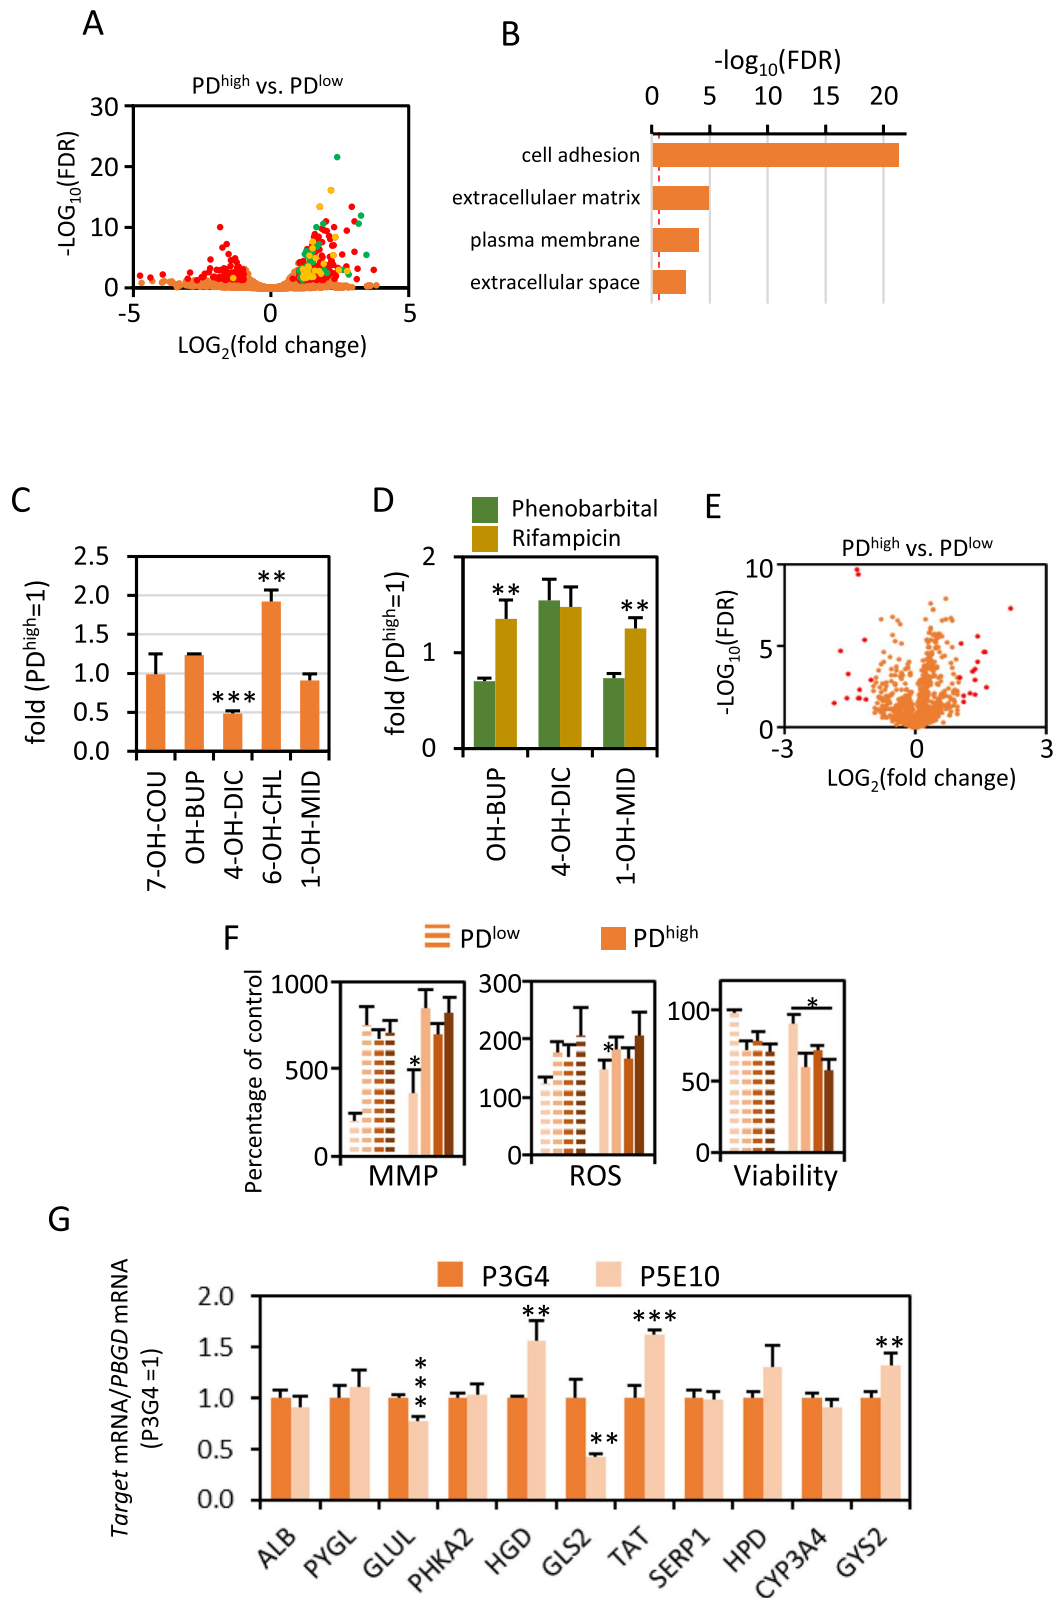 A
PDhigh vs. PDlow
30
20
10
0
-5
0
5
-LOG10(FDR)
LOG2(fold change)
B
-log10(FDR)
0 5 10 15 20
cell adhesion
extracellulaer matrix
plasma membrane
extracellular space
C
fold (PDhigh=1)
2.5
2.0
1.5
1.0
0.5
0.0
**
***
7-OH-COU
OH-BUP
4-OH-DIC
6-OH-CHL
1-OH-MID
D
Phenobarbital
Rifampicin
fold (PDhigh=1)
2
1
0
**
**
OH-BUP
4-OH-DIC
1-OH-MID
E
PDhigh vs. PDlow
10
5
0
-3
0
3
-LOG10(FDR)
LOG2(fold change)
F
PDlow
PDhigh
Percentage of control
1000
500
0
*
MMP
300
200
100
0
*
ROS
100
50
0
*
Viability
G
P3G4
P5E10
Target mRNA/PBGD mRNA
(P3G4 =1)
2.0
1.5
1.0
0.5
0.0
***
**
**
***
**
ALB
PYGL
GLUL
PHKA2
HGD
GLS2
TAT
SERP1
HPD
CYP3A4
GYS2